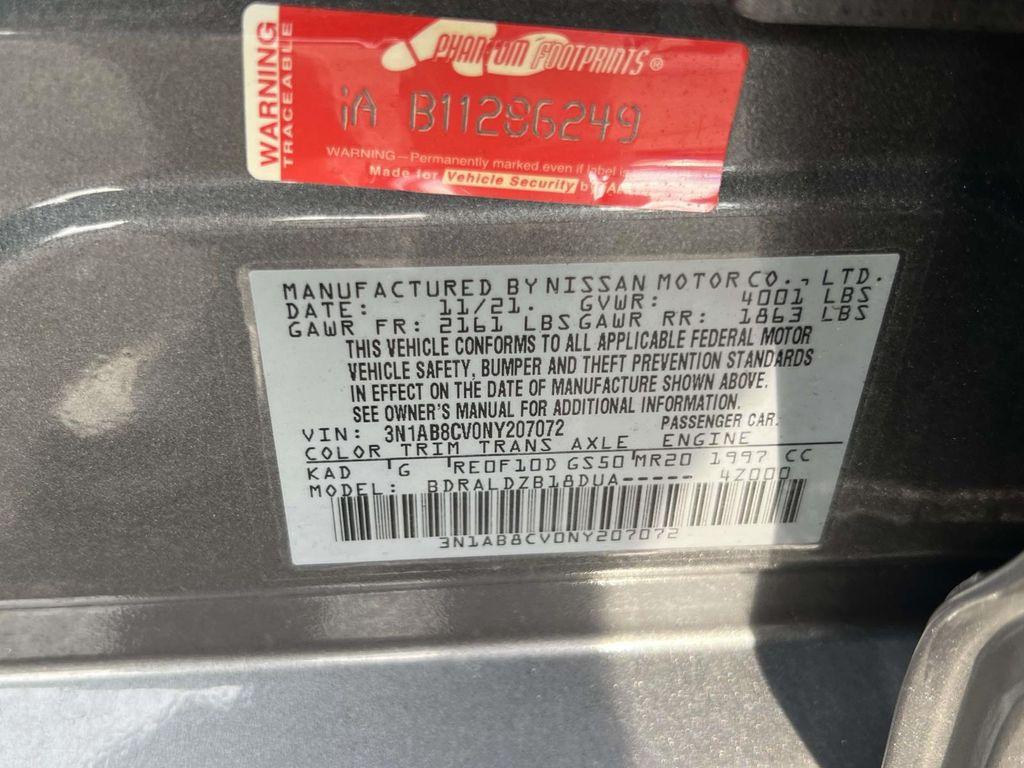 WARNING
TRACEABLE
PHANTOM FOOTPRINTS®
iA B11286249
WARNING—Permanently marked even if label is
Made for Vehicle Security by
MANUFACTURED BY NISSAN MOTOR CO., LTD.
DATE: 11/21. GVWR: 4001 LBS
GAWR FR: 2161 LBS GAWR RR: 1863 LBS
THIS VEHICLE CONFORMS TO ALL APPLICABLE FEDERAL MOTOR
VEHICLE SAFETY, BUMPER AND THEFT PREVENTION STANDARDS
IN EFFECT ON THE DATE OF MANUFACTURE SHOWN ABOVE.
SEE OWNER'S MANUAL FOR ADDITIONAL INFORMATION.
VIN: 3N1AB8CV0NY207072 PASSENGER CAR.
COLOR TRIM TRANS AXLE ENGINE
KAD G RE0F10D GS50 MR20 1997 CC
MODEL: BDRALDZB18DUA----- 4Z000
3N1AB8CV0NY207072